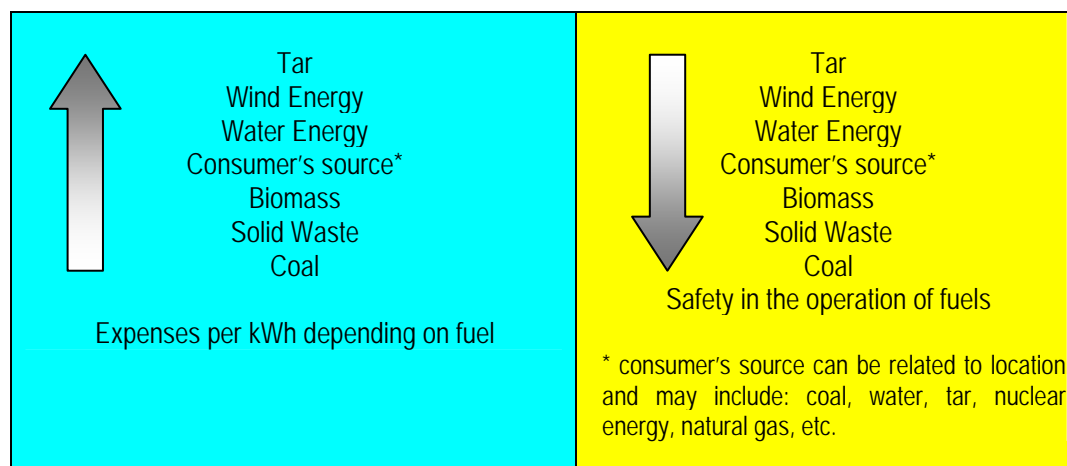 Tar
Wind Energy
Water Energy
Consumer's source*
Biomass
Solid Waste
Coal
Expenses per kWh depending on fuel
Tar
Wind Energy
Water Energy
Consumer's source*
Biomass
Solid Waste
Coal
Safety in the operation of fuels
* consumer's source can be related to location
and may include: coal, water, tar, nuclear
energy, natural gas, etc.